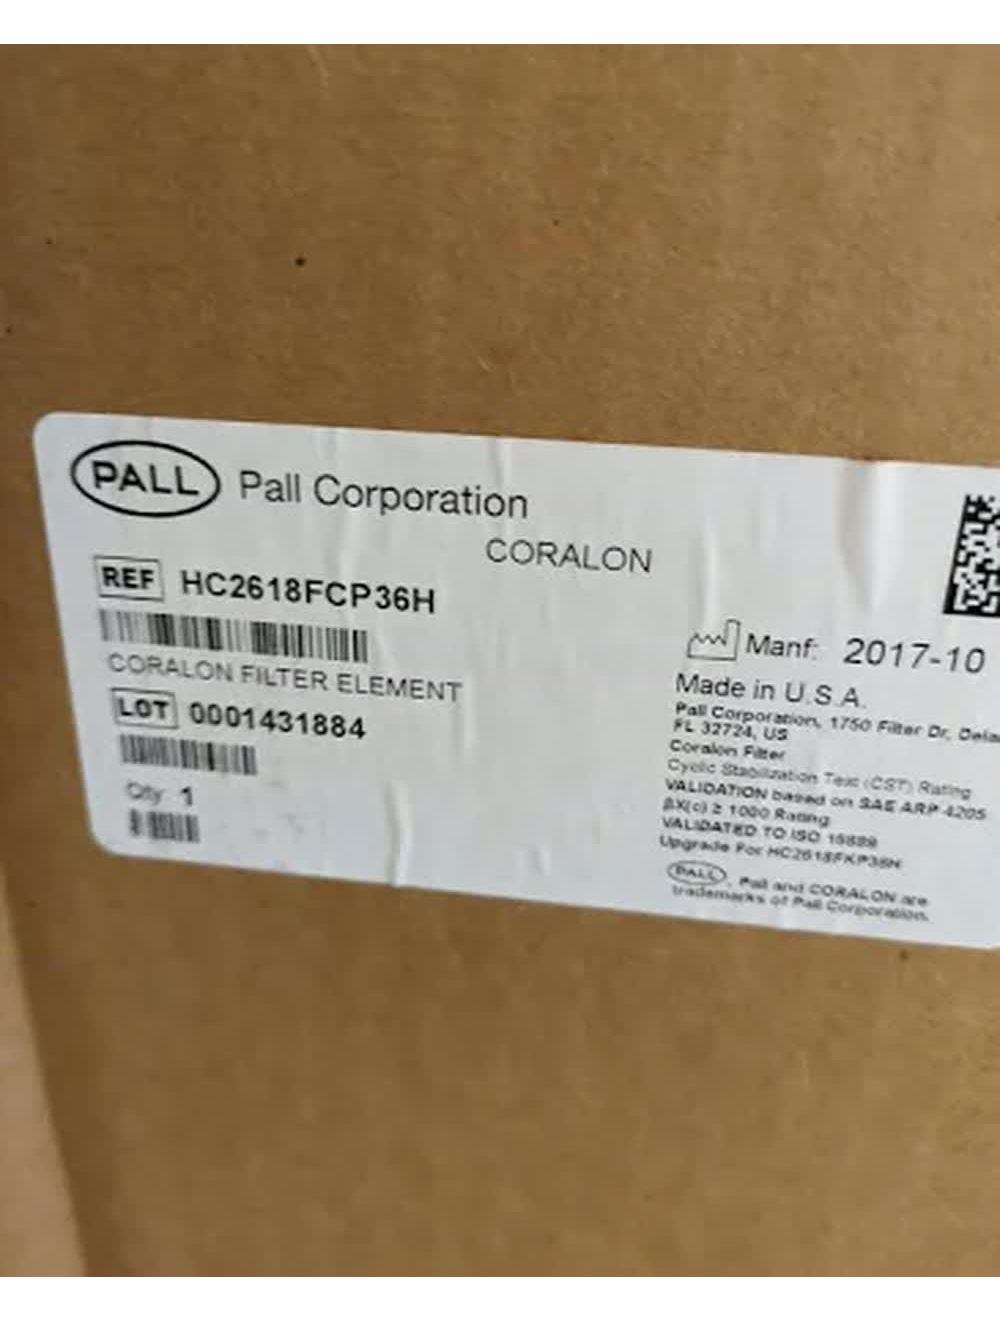 PALL Pall Corporation
CORALON
REF HC2618FCP36H
CORALON FILTER ELEMENT
LOT 0001431884
Qty 1
Manf: 2017-10
Made in U.S.A.
Pall Corporation, 1750 Filter Dr,
FL 32724, US
Coralon Filter
Cyclic Stabilization Test (CST) Rating
VALIDATION based on SAE ARP 4205
βX(c) ≥ 1000 Rating
VALIDATED TO ISO 16889
Upgrade For HC2618FKP36H
PALL, Pall and CORALON are
trademarks of Pall Corporation.